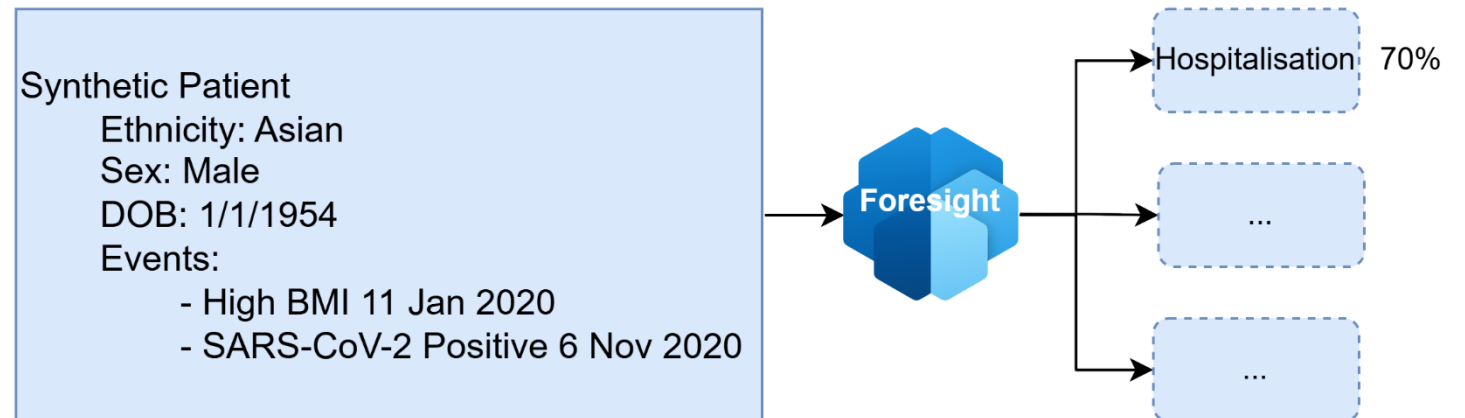 Synthetic Patient
Ethnicity: Asian
Sex: Male
DOB: 1/1/1954
Events:
- High BMI 11 Jan 2020
- SARS-CoV-2 Positive 6 Nov 2020
Foresight
Hospitalisation 70%
...
...